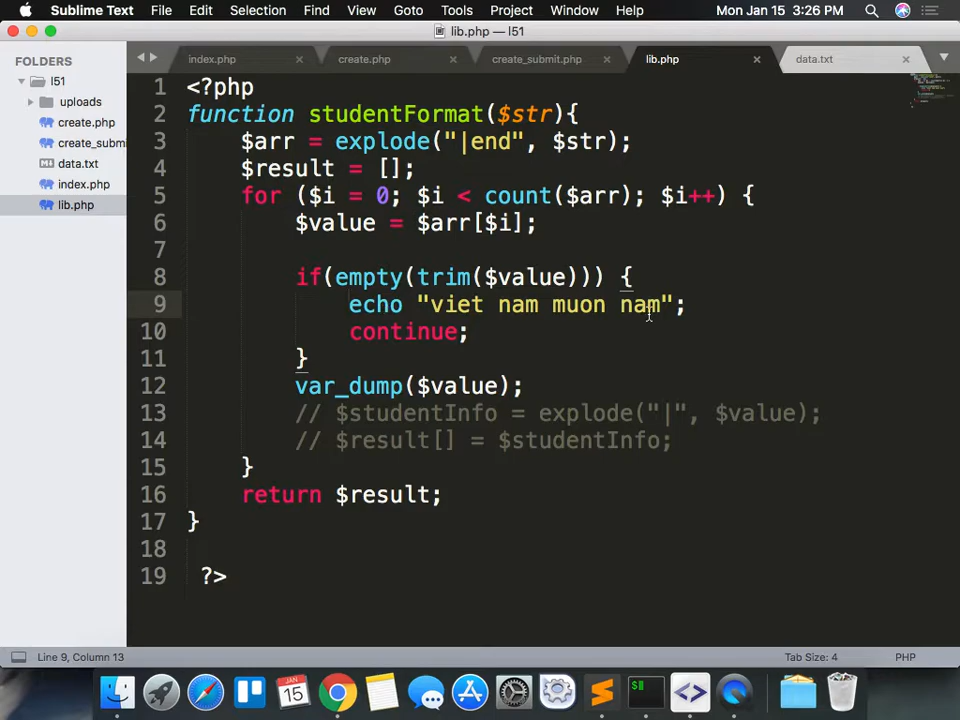 Sublime Text File Edit Selection Find View Goto Tools Project Window Help Mon Jan 15 3:26 PM
lib.php — l51
FOLDERS
l51
uploads
create.php
create_submi
data.txt
index.php
lib.php
index.php × create.php × create_submit.php × lib.php × data.txt ×
1 <?php
2 function studentFormat($str){
3 $arr = explode("|end", $str);
4 $result = [];
5 for ($i = 0; $i < count($arr); $i++) {
6 $value = $arr[$i];
7
8 if(empty(trim($value))) {
9 echo "viet nam muon nam";
10 continue;
11 }
12 var_dump($value);
13 // $studentInfo = explode("|", $value);
14 // $result[] = $studentInfo;
15 }
16 return $result;
17 }
18
19 ?>
Line 9, Column 13 Tab Size: 4 PHP
JAN
15